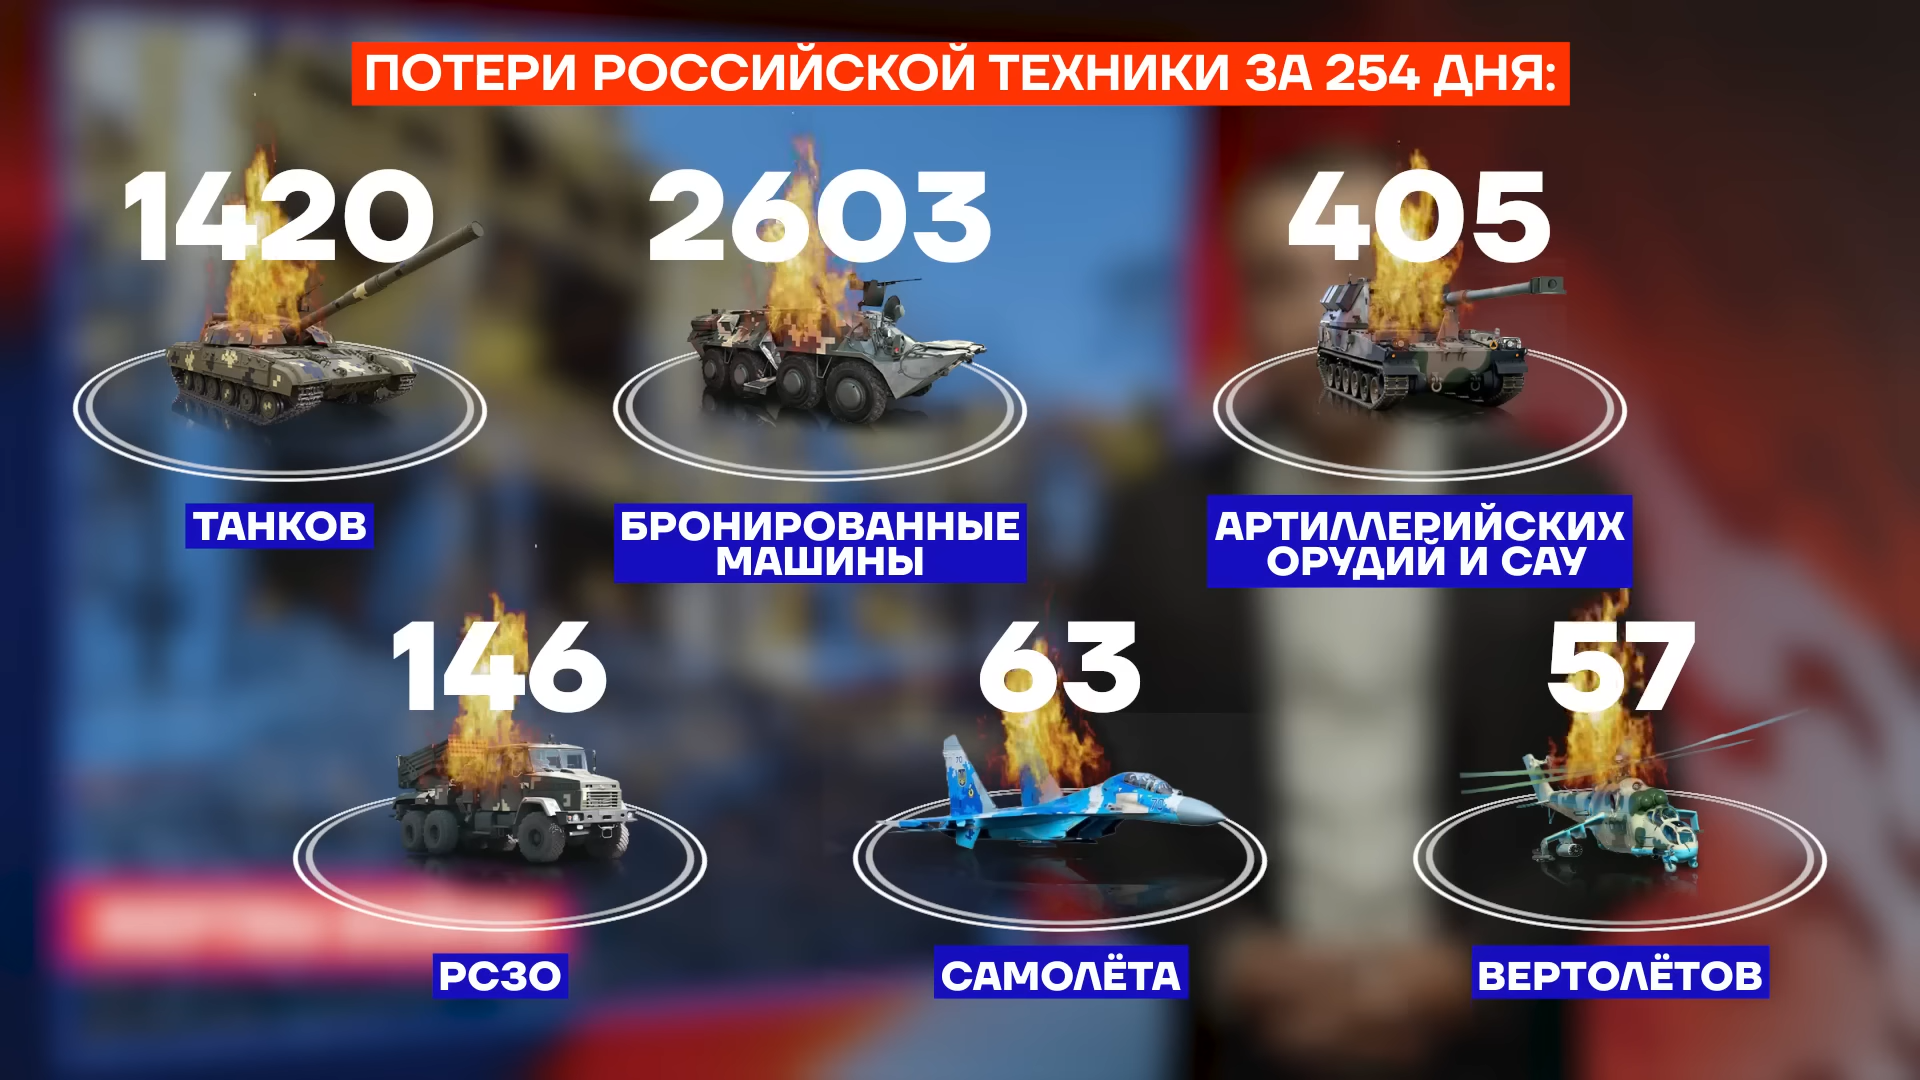 ПОТЕРИ РОССИЙСКОЙ ТЕХНИКИ ЗА 254 ДНЯ:
1420
ТАНКОВ
2603
БРОНИРОВАННЫЕ
МАШИНЫ
405
АРТИЛЛЕРИЙСКИХ
ОРУДИЙ И САУ
146
РСЗО
63
САМОЛЁТА
57
ВЕРТОЛЁТОВ